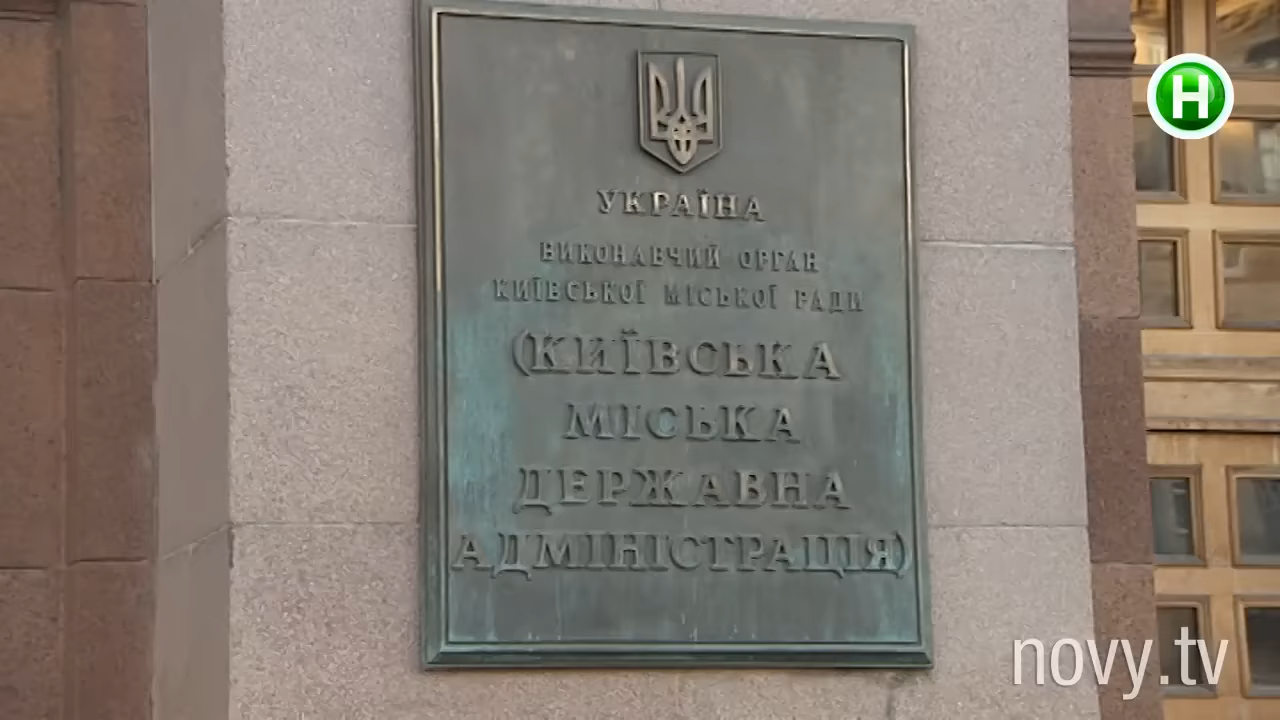 Н
УКРАЇНА
ВИКОНАВЧИЙ ОРГАН
КИЇВСЬКОЇ МІСЬКОЇ РАДИ
(КИЇВСЬКА
МІСЬКА
ДЕРЖАВНА
АДМІНІСТРАЦІЯ)
novy.tv